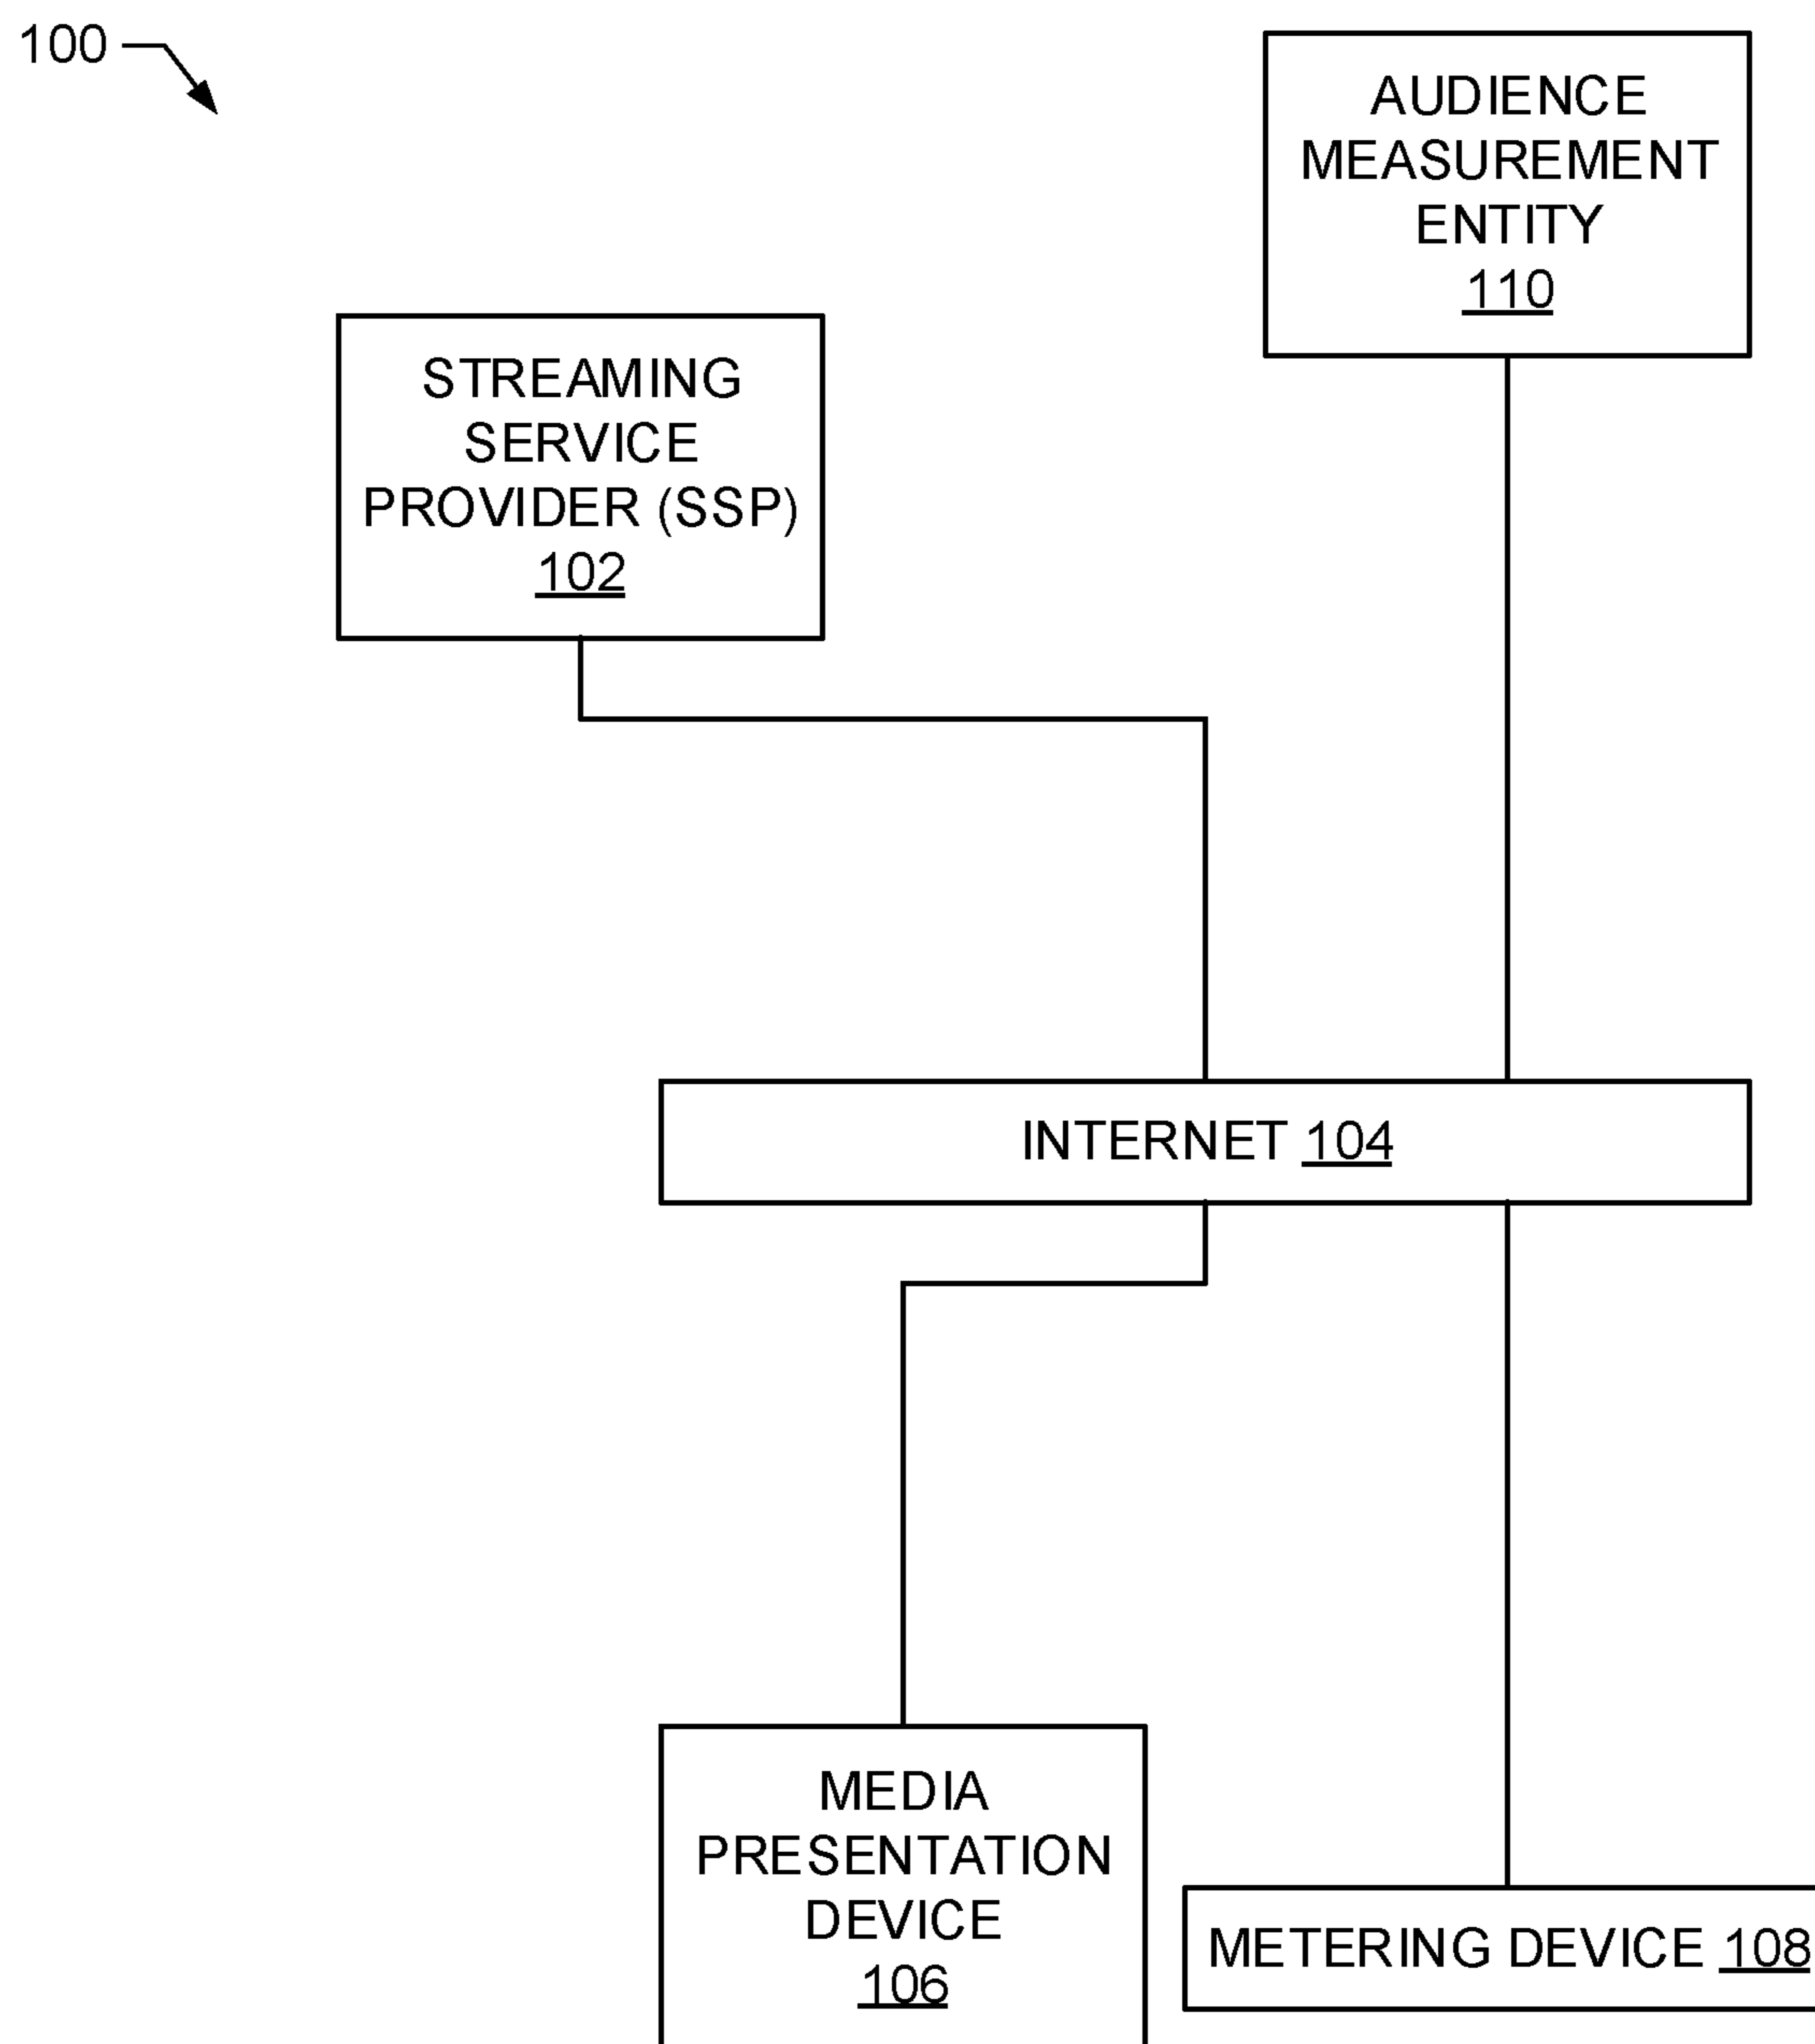 100
AUDIENCE
MEASUREMENT
ENTITY
110
STREAMING
SERVICE
PROVIDER (SSP)
102
INTERNET 104
MEDIA
PRESENTATION
DEVICE
106
METERING DEVICE 108